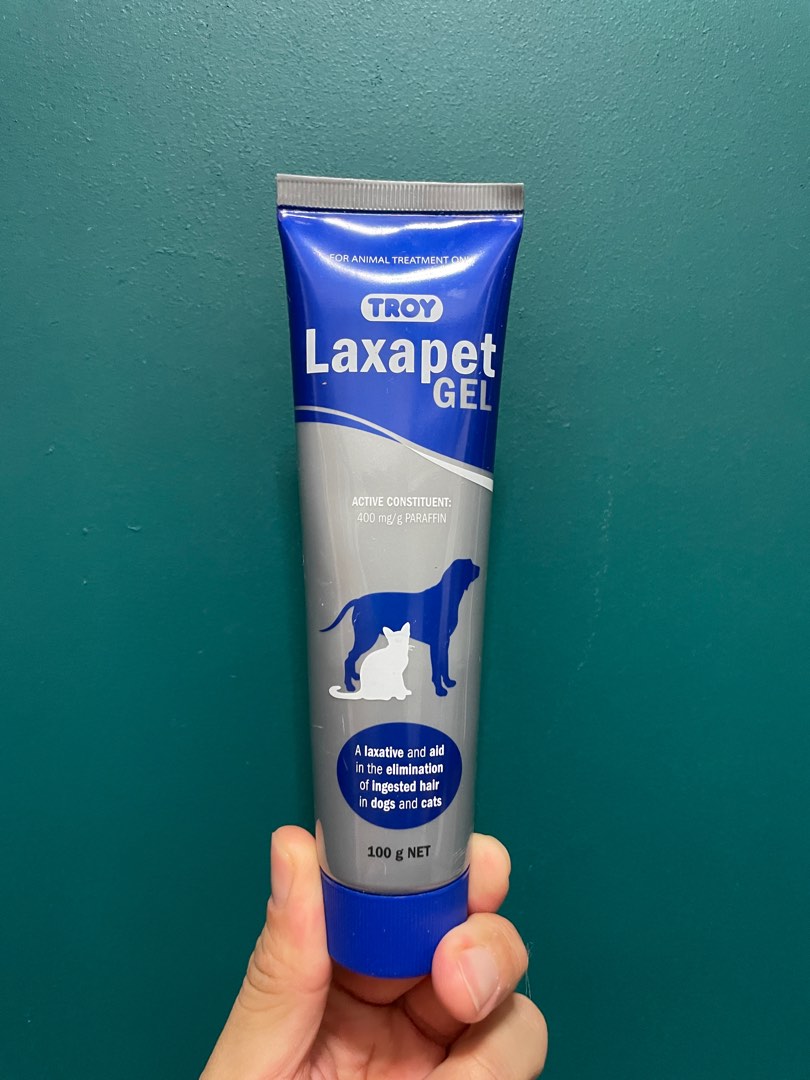 FOR ANIMAL TREATMENT ONLY
TROY
Laxapet
GEL
ACTIVE CONSTITUENT:
400 mg/g PARAFFIN
A laxative and aid
in the elimination
of ingested hair
in dogs and cats
100 g NET